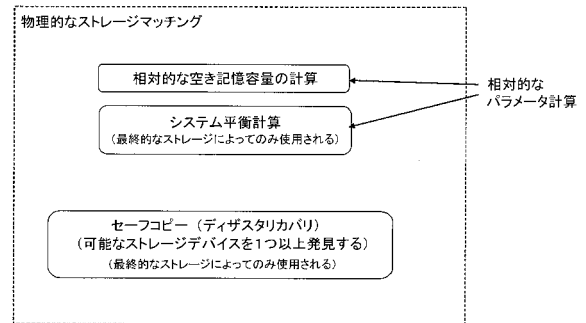 物理的なストレージマッチング
相対的な空き記憶容量の計算
システム平衡計算
(最終的なストレージによってのみ使用される)
セーフコピー (ディザスタリカバリ)
(可能なストレージデバイスを1つ以上発見する)
(最終的なストレージによってのみ使用される)
相対的な
パラメータ計算